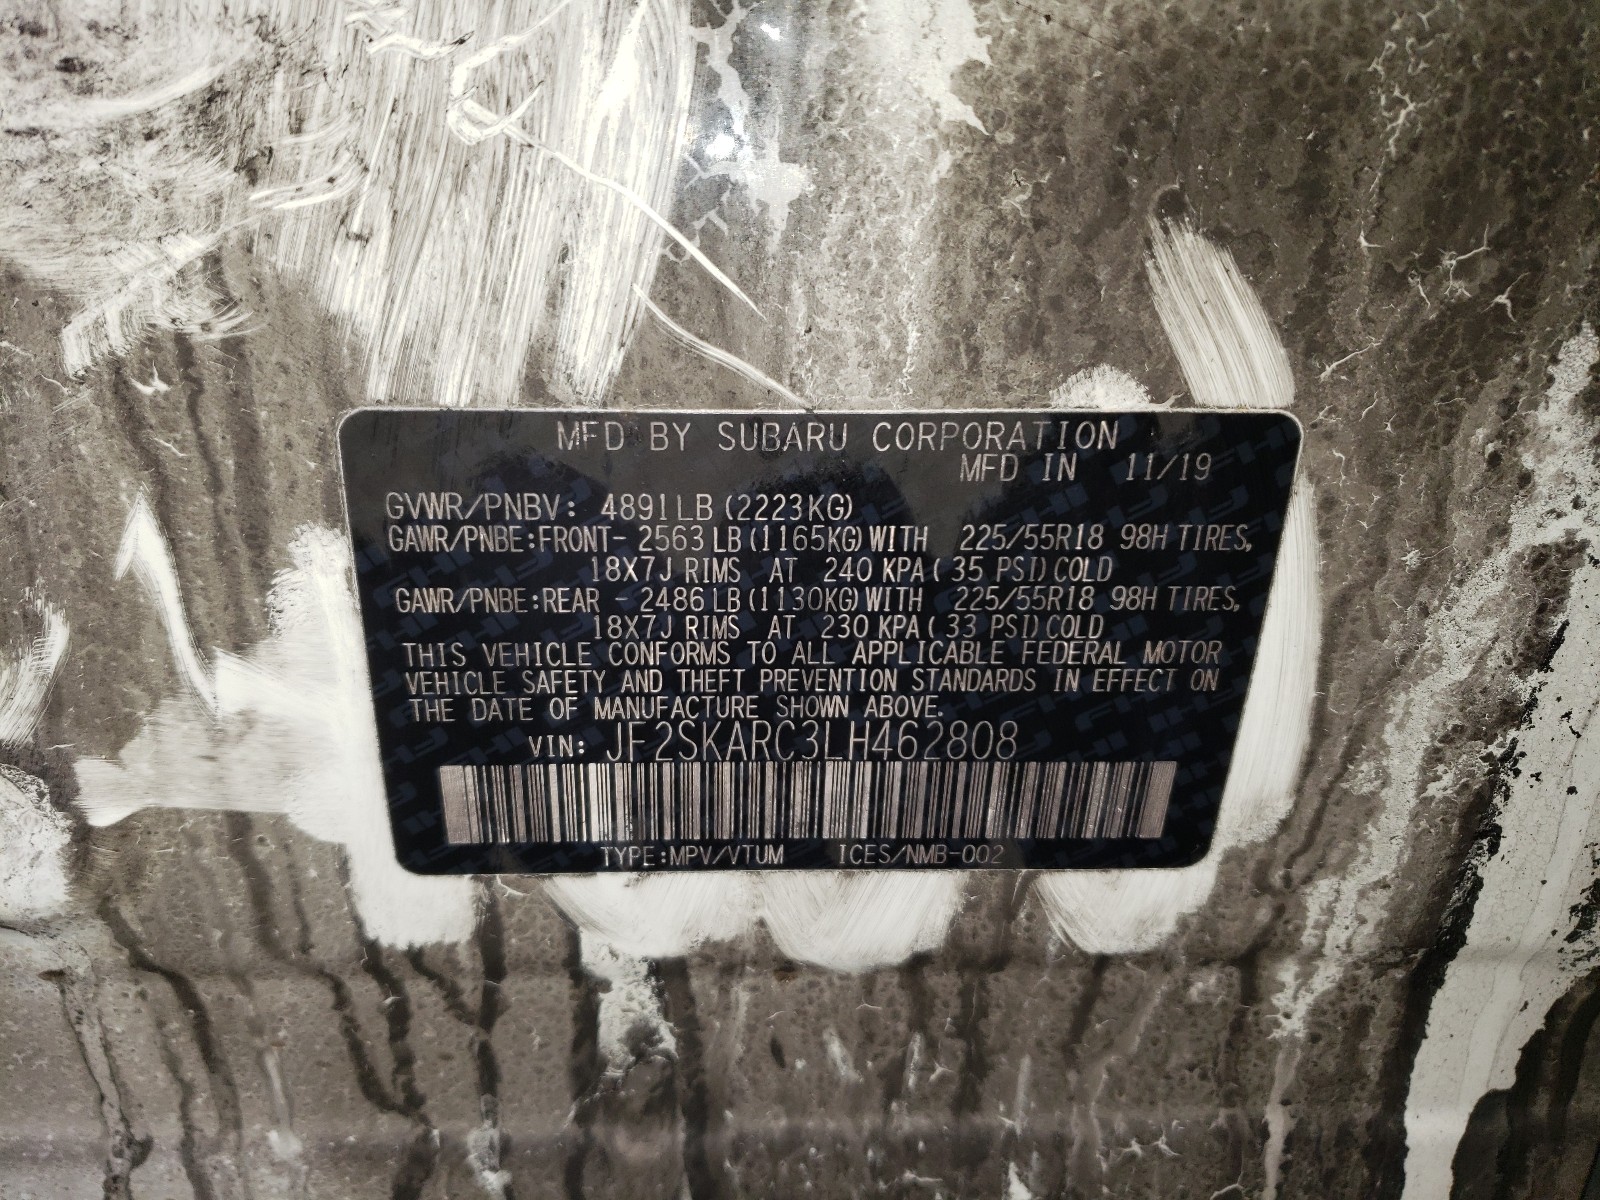 MFD BY SUBARU CORPORATION
MFD IN 11/19
GVWR/PNBV: 4891LB (2223KG)
GAWR/PNBE:FRONT- 2563 LB (1165KG) WITH 225/55R18 98H TIRES,
18X7J RIMS AT 240 KPA ( 35 PSI) COLD
GAWR/PNBE:REAR - 2486 LB (1130KG) WITH 225/55R18 98H TIRES,
18X7J RIMS AT 230 KPA ( 33 PSI) COLD
THIS VEHICLE CONFORMS TO ALL APPLICABLE FEDERAL MOTOR
VEHICLE SAFETY AND THEFT PREVENTION STANDARDS IN EFFECT ON
THE DATE OF MANUFACTURE SHOWN ABOVE.
VIN: JF2SKARC3LH462808
TYPE:MPV/VTUM ICES/NMB-002